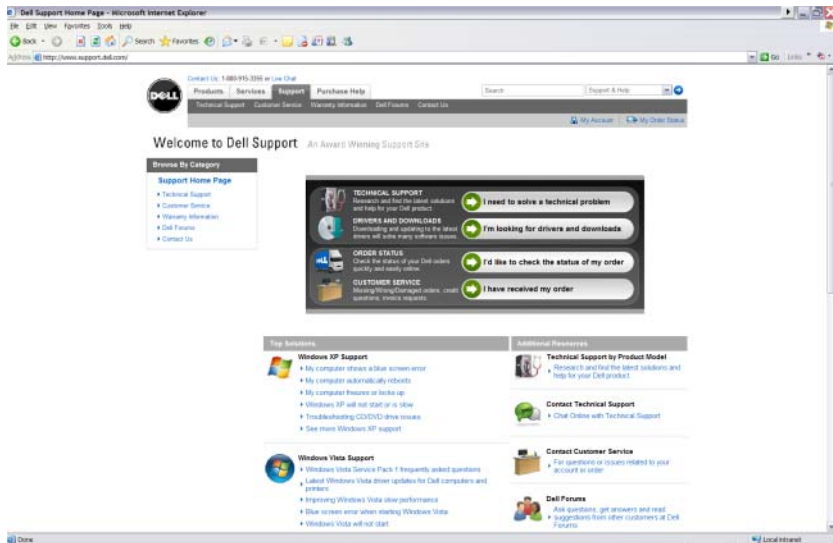 Dell Support Home Page - Microsoft Internet Explorer
File Edit View Favorites Tools Help
Back Search Favorites
Address http://www.support.dell.com/ Go Links
Contact Us: or Live Chat
DELL
Products Services Support Purchase Help Search Support & Help
Technical Support Customer Service Warranty Information Dell Forums Contact Us
My Account My Order Status
Welcome to Dell Support An Award Winning Support Site
Browse By Category
Support Home Page
Technical Support
Customer Service
Warranty Information
Dell Forums
Contact Us
TECHNICAL SUPPORT
Research and find the latest solutions
and help for your Dell product.
I need to solve a technical problem
DRIVERS AND DOWNLOADS
Downloading and updating to the latest
drivers will solve many software issues.
I'm looking for drivers and downloads
ORDER STATUS
Check the status of your Dell orders
quickly and easily online.
I'd like to check the status of my order
CUSTOMER SERVICE
Missing/Wrong/Damaged orders, credit
questions, invoice requests.
I have received my order
Top Solutions
Windows XP Support
My computer shows a blue screen error
My computer automatically reboots
My computer freezes or locks up
Windows XP will not start or is slow
Troubleshooting CD/DVD drive issues
See more Windows XP support
Windows Vista Support
Windows Vista Service Pack 1 frequently asked questions
Latest Windows Vista driver updates for Dell computers and
printers
Improving Windows Vista slow performance
Blue screen error when starting Windows Vista
Windows Vista will not start
Additional Resources
Technical Support by Product Model
Research and find the latest solutions and
help for your Dell product.
Contact Technical Support
Chat Online with Technical Support
Contact Customer Service
For questions or issues related to your
account or order
Dell Forums
Ask questions, get answers and read
suggestions from other customers at Dell
Forums
Done Local intranet